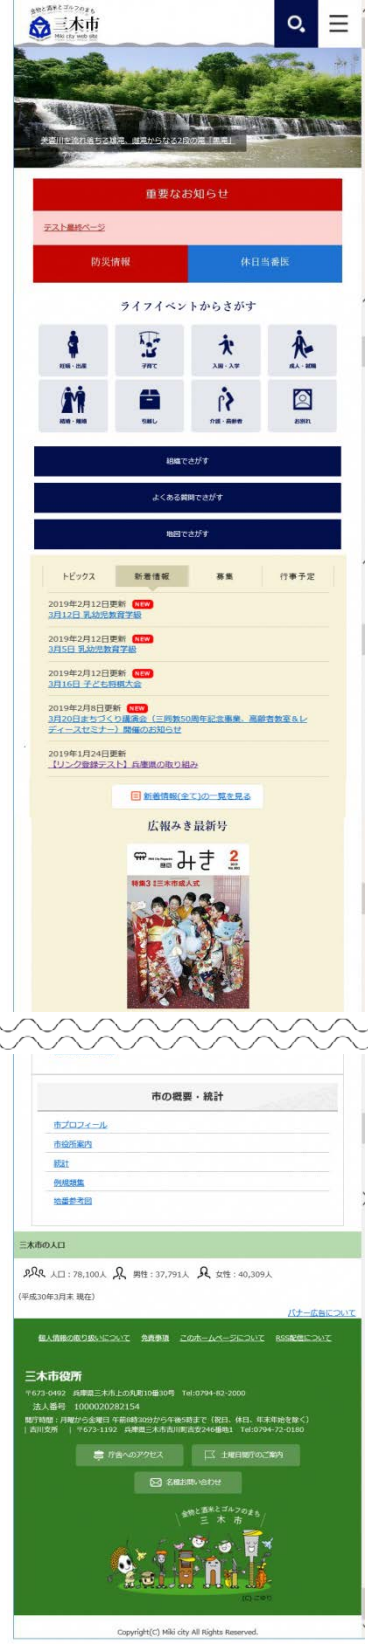 金物と酒米とゴルフのまち
三木市
Miki city web site
美嚢川を流れ落ちる雄滝、雌滝からなる2段の滝「黒滝」
重要なお知らせ
テスト最終ページ
防災情報
休日当番医
ライフイベントからさがす
妊娠・出産
子育て
入園・入学
成人・就職
結婚・離婚
引越し
介護・高齢者
お別れ
組織でさがす
よくある質問でさがす
地図でさがす
トピックス 新着情報 募集 行事予定
2019年2月12日更新 NEW
3月12日 乳幼児教育学級
2019年2月12日更新 NEW
3月5日 乳幼児教育学級
2019年2月12日更新 NEW
3月16日 子ども将棋大会
2019年2月8日更新 NEW
3月20日まちづくり講演会（三同教50周年記念事業、高齢者教室&レ
ディースセミナー）開催のお知らせ
2019年1月24日更新
【リンク登録テスト】兵庫県の取り組み
新着情報(全て)の一覧を見る
広報みき最新号
みき 2
特集3 三木市成人式
市の概要・統計
市プロフィール
市役所案内
統計
例規類集
地番参考図
三木市の人口
人口：78,100人 男性：37,791人 女性：40,309人
(平成30年3月末 現在)
バナー広告について
個人情報の取り扱いについて 免責事項 このホームページについて RSS配信について
三木市役所
〒673-0492 兵庫県三木市上の丸町10番30号 Tel:0794-82-2000
法人番号 1000020282154
開庁時間：月曜から金曜日 午前8時30分から午後5時まで（祝日、休日、年末年始を除く）
| 吉川支所 | 〒673-1192 兵庫県三木市吉川町吉安246番地1 Tel:0794-72-0180
庁舎へのアクセス
土曜日開庁のご案内
各種お問い合わせ
金物と酒米とゴルフのまち
三木市
(C) こゆり
Copyright(C) Miki city All Rights Reserved.